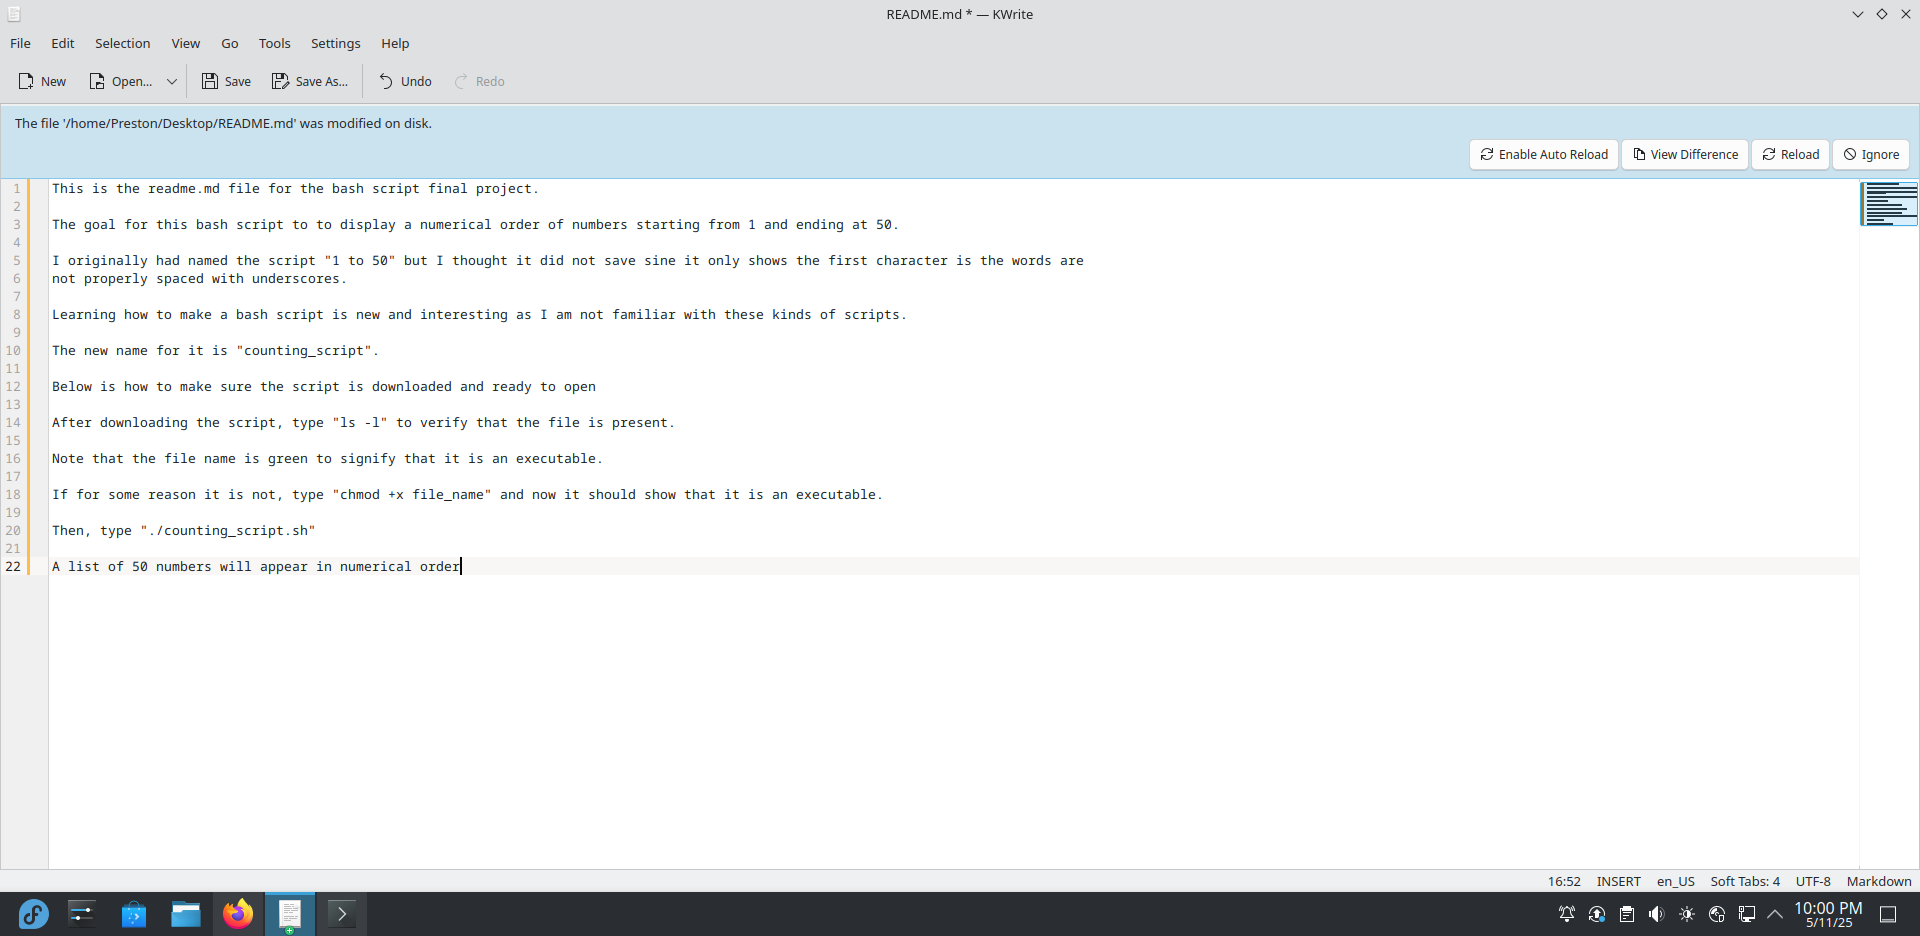 README.md * — KWrite
File Edit Selection View Go Tools Settings Help
New Open... Save Save As... Undo Redo
The file '/home/Preston/Desktop/README.md' was modified on disk.
Enable Auto Reload View Difference Reload Ignore
1 This is the readme.md file for the bash script final project.
2
3 The goal for this bash script to to display a numerical order of numbers starting from 1 and ending at 50.
4
5 I originally had named the script "1 to 50" but I thought it did not save sine it only shows the first character is the words are
6 not properly spaced with underscores.
7
8 Learning how to make a bash script is new and interesting as I am not familiar with these kinds of scripts.
9
10 The new name for it is "counting_script".
11
12 Below is how to make sure the script is downloaded and ready to open
13
14 After downloading the script, type "ls -l" to verify that the file is present.
15
16 Note that the file name is green to signify that it is an executable.
17
18 If for some reason it is not, type "chmod +x file_name" and now it should show that it is an executable.
19
20 Then, type "./counting_script.sh"
21
22 A list of 50 numbers will appear in numerical order
16:52 INSERT en_US Soft Tabs: 4 UTF-8 Markdown
10:00 PM
5/11/25